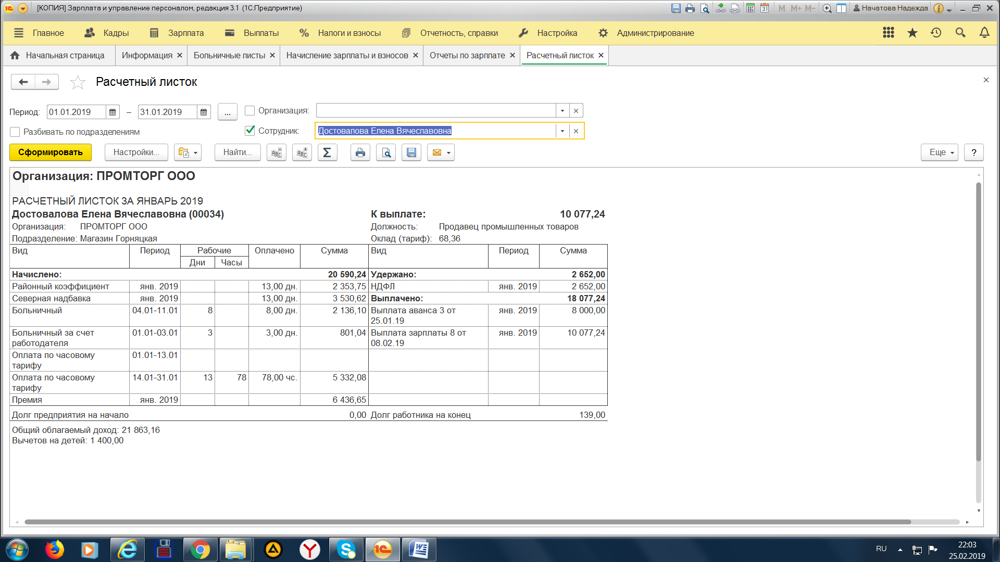 [КОПИЯ] Зарплата и управление персоналом, редакция 3.1 (1С:Предприятие)
M M+ M- Начатова Надежда
Главное Кадры Зарплата Выплаты Налоги и взносы Отчетность, справки Настройка Администрирование
Начальная страница Информация Больничные листы Начисление зарплаты и взносов Отчеты по зарплате Расчетный листок
Расчетный листок
Период: 01.01.2019 – 31.01.2019 ... Организация:
Разбивать по подразделениям Сотрудник: Достовалова Елена Вячеславовна
Сформировать Настройки... Найти... Еще ?
Организация: ПРОМТОРГ ООО
РАСЧЕТНЫЙ ЛИСТОК ЗА ЯНВАРЬ 2019
Достовалова Елена Вячеславовна (00034) К выплате: 10 077,24
Организация: ПРОМТОРГ ООО Должность: Продавец промышленных товаров
Подразделение: Магазин Горняцкая Оклад (тариф): 68,36
Вид Период Рабочие Оплачено Сумма Вид Период Сумма
Дни Часы
Начислено: 20 590,24 Удержано: 2 652,00
Районный коэффициент янв. 2019 13,00 дн. 2 353,75 НДФЛ янв. 2019 2 652,00
Северная надбавка янв. 2019 13,00 дн. 3 530,62 Выплачено: 18 077,24
Больничный 04.01-11.01 8 8,00 дн. 2 136,10 Выплата аванса 3 от янв. 2019 8 000,00
25.01.19
Больничный за счет 01.01-03.01 3 3,00 дн. 801,04 Выплата зарплаты 8 от янв. 2019 10 077,24
работодателя 08.02.19
Оплата по часовому 01.01-13.01
тарифу
Оплата по часовому 14.01-31.01 13 78 78,00 чс. 5 332,08
тарифу
Премия янв. 2019 6 436,65
Долг предприятия на начало 0,00 Долг работника на конец 139,00
Общий облагаемый доход: 21 863,16
Вычетов на детей: 1 400,00
RU 22:03
25.02.2019